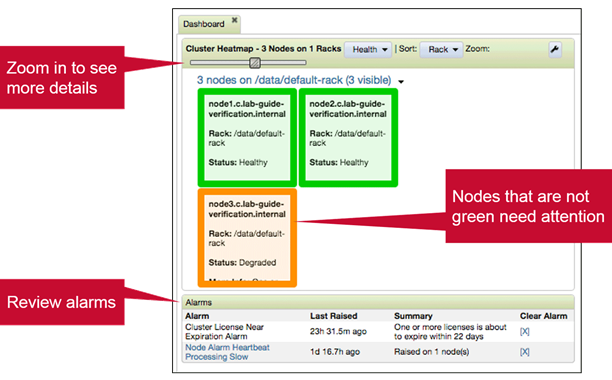 Dashboard
Cluster Heatmap - 3 Nodes on 1 Racks Health | Sort: Rack Zoom:
Zoom in to see
more details
3 nodes on /data/default-rack (3 visible)
node1.c.lab-guide-
verification.internal
Rack: /data/default-
rack
Status: Healthy
node2.c.lab-guide-
verification.internal
Rack: /data/default-
rack
Status: Healthy
node3.c.lab-guide-
verification.internal
Rack: /data/default-
rack
Status: Degraded
Nodes that are not
green need attention
Review alarms
Alarms
Alarm Last Raised Summary Clear Alarm
Cluster License Near
Expiration Alarm
23h 31.5m ago
One or more licenses is about
to expire within 22 days
[X]
Node Alarm Heartbeat
Processing Slow
1d 16.7h ago
Raised on 1 node(s)
[X]